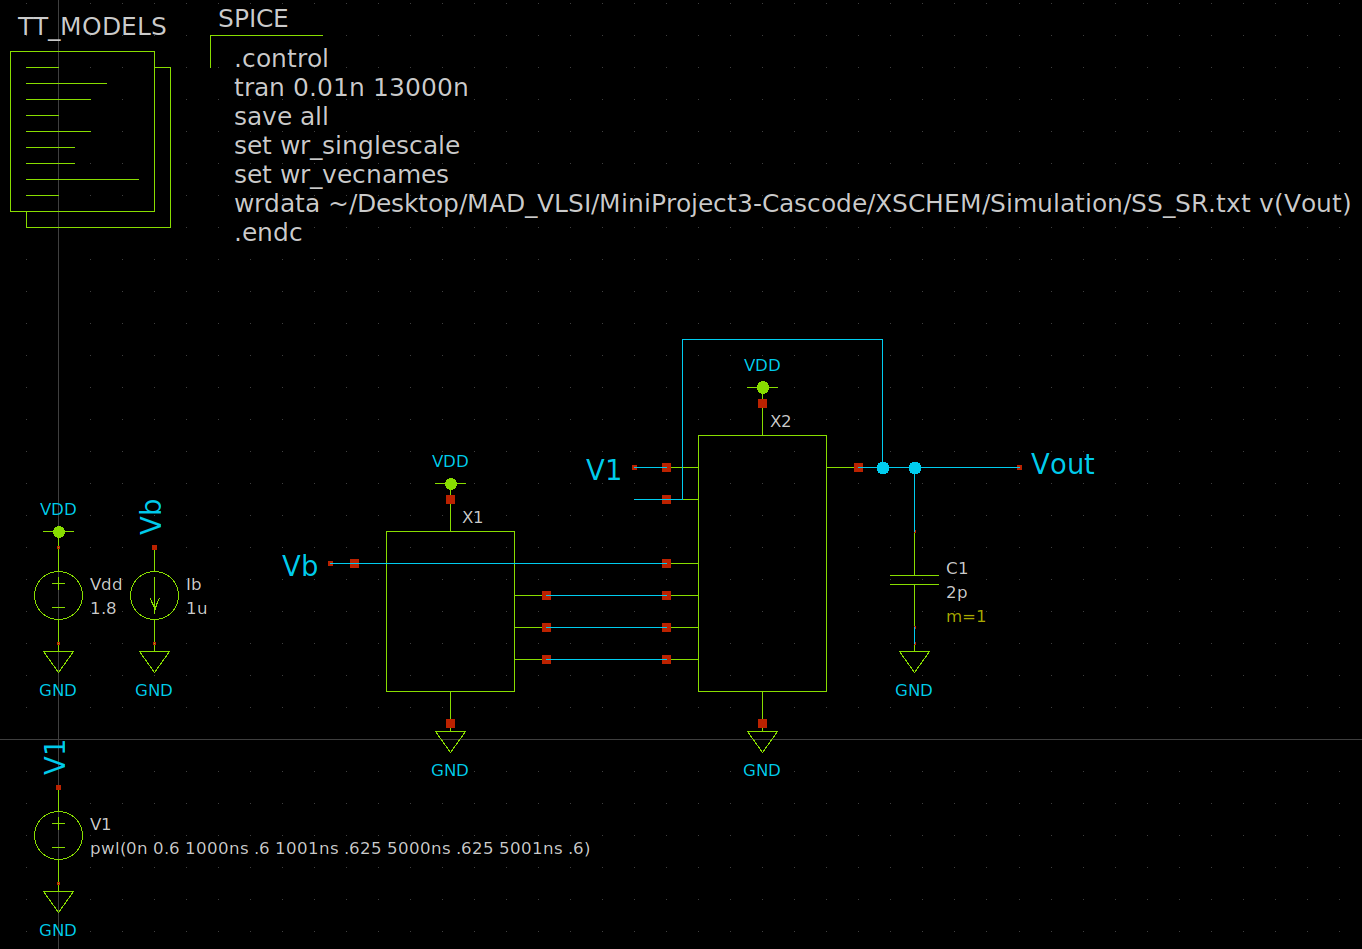 TT_MODELS
SPICE
.control
tran 0.01n 13000n
save all
set wr_singlescale
set wr_vecnames
wrdata ~/Desktop/MAD_VLSI/MiniProject3-Cascode/XSCHEM/Simulation/SS_SR.txt v(Vout)
.endc
VDD
X2
VDD
V1
Vout
X1
VDD
Vb
Vb
Vdd
1.8
Ib
1u
C1
2p
m=1
GND
GND
GND
GND
GND
V1
V1
pwl(0n 0.6 1000ns .6 1001ns .625 5000ns .625 5001ns .6)
GND